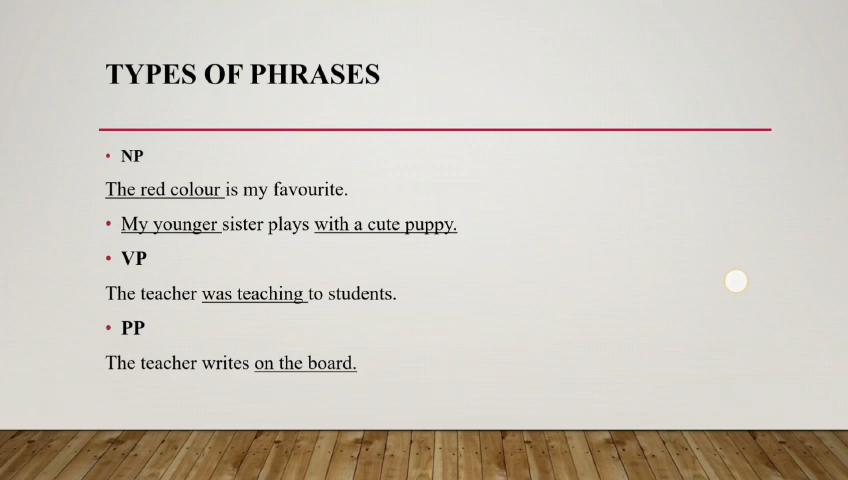 TYPES OF PHRASES
• NP
The red colour is my favourite.
• My younger sister plays with a cute puppy.
• VP
The teacher was teaching to students.
• PP
The teacher writes on the board.